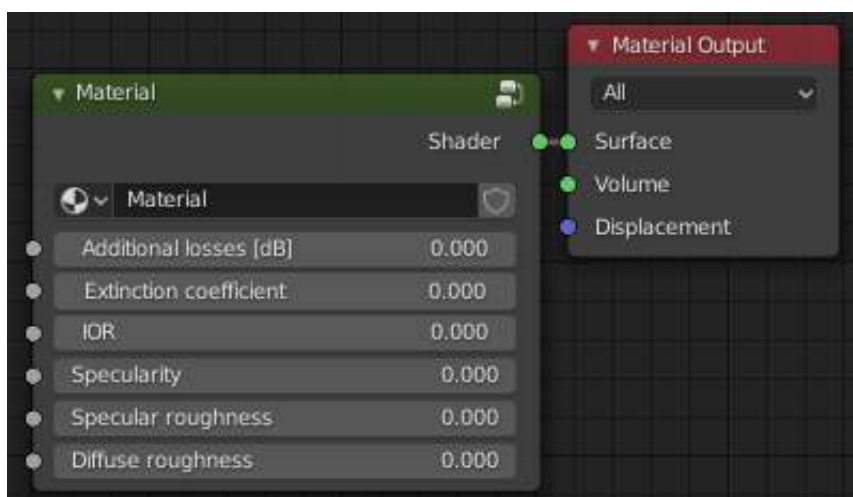 Material
Shader
Material
Additional losses [dB] 0.000
Extinction coefficient 0.000
IOR 0.000
Specularity 0.000
Specular roughness 0.000
Diffuse roughness 0.000
Material Output
All
Surface
Volume
Displacement